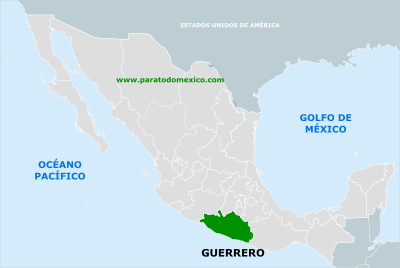 ESTADOS UNIDOS DE AMÉRICA
www.paratodomexico.com
GOLFO DE
MÉXICO
OCÉANO
PACÍFICO
GUERRERO